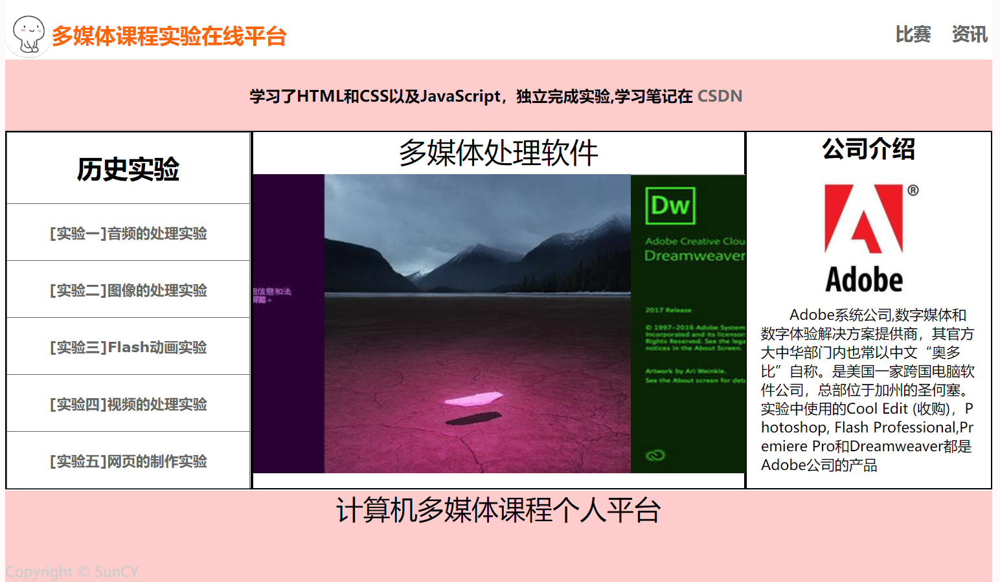 多媒体课程实验在线平台
比赛 资讯
学习了HTML和CSS以及JavaScript，独立完成实验,学习笔记在 CSDN
历史实验
[实验一]音频的处理实验
[实验二]图像的处理实验
[实验三]Flash动画实验
[实验四]视频的处理实验
[实验五]网页的制作实验
多媒体处理软件
细信息和法
屏幕。
Dw
Adobe Creative Clou
Dreamweaver
2017 Release
© 1997-2016 Adobe System
Incorporated and its licensor
Rights Reserved. See the lega
notices in the About Screen.
Artwork by Ari Weinkle.
See the About screen for deta
公司介绍
®
Adobe
Adobe系统公司,数字媒体和
数字体验解决方案提供商，其官方
大中华部门内也常以中文“奥多
比”自称。是美国一家跨国电脑软
件公司，总部位于加州的圣何塞。
实验中使用的Cool Edit (收购)，P
hotoshop, Flash Professional,Pr
emiere Pro和Dreamweaver都是
Adobe公司的产品
计算机多媒体课程个人平台
Copyright © SunCY